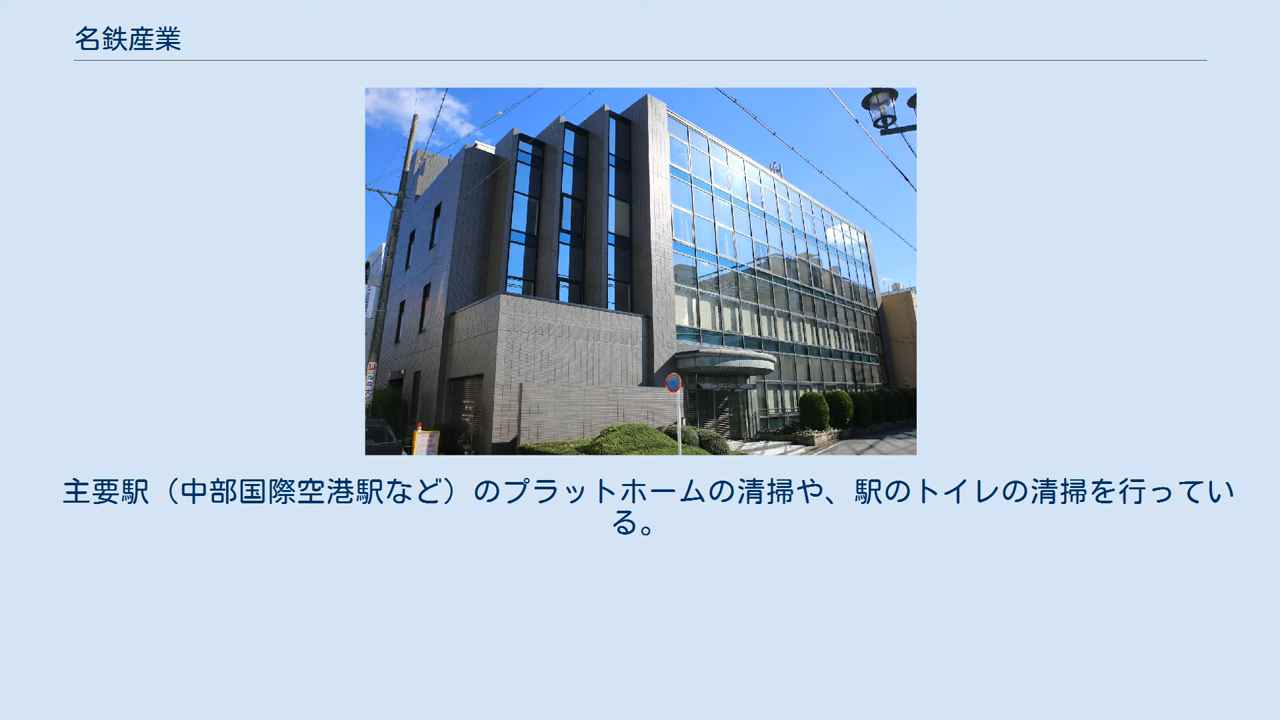 名鉄産業
主要駅（中部国際空港駅など）のプラットホームの清掃や、駅のトイレの清掃を行ってい
る。